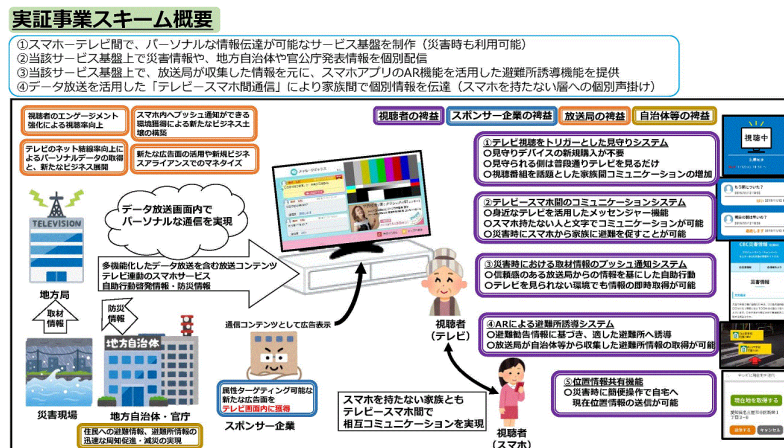 実証事業スキーム概要
①スマホーテレビ間で、パーソナルな情報伝達が可能なサービス基盤を制作（災害時も利用可能）
②当該サービス基盤上で災害情報や、地方自治体や官公庁発表情報を個別配信
③当該サービス基盤上で、放送局が収集した情報を元に、スマホアプリのAR機能を活用した避難所誘導機能を提供
④データ放送を活用した「テレビースマホ間通信」により家族間で個別情報を伝達（スマホを持たない層への個別声掛け）
視聴者のエンゲージメント
強化による視聴率向上
スマホ内へプッシュ通知ができる
環境獲得による新たなビジネス土
壌の構築
テレビのネット結線率向上に
よるパーソナルデータの取得
と、新たなビジネス展開
新たな広告面の活用や新規ビジネ
スアライアンスでのマネタイズ
視聴者の裨益
スポンサー企業の裨益
放送局の裨益
自治体等の裨益
データ放送画面内で
パーソナルな通信を実現
TELEVISION
地方局
多機能化したデータ放送を含む放送コンテンツ
テレビ連動のスマホサービス
自助行動啓発情報・防災情報
取材
情報
防災
情報
災害現場
地方自治体
地方自治体・官庁
住民への避難情報、避難所情報の
迅速な周知促進・減災の実現
通信コンテンツとして広告表示
属性ターゲティング可能な
新たな広告面を
テレビ画面内に獲得
スポンサー企業
視聴者
（テレビ）
スマホを持たない家族とも
テレビースマホ間で
相互コミュニケーションを実現
視聴者
（スマホ）
①テレビ視聴をトリガーとした見守りシステム
〇見守りデバイスの新規購入が不要
〇見守られる側は普段通りテレビを見るだけ
〇視聴番組を話題とした家族間コミュニケーションの増加
②テレビースマホ間のコミュニケーションシステム
〇身近なテレビを活用したメッセンジャー機能
〇スマホ持たない人と文字でコミュニケーションが可能
〇災害時にスマホから家族に避難を促すことが可能
③災害時における取材情報のプッシュ通知システム
〇信頼感のある放送局からの情報を基にした自助行動
〇テレビを見られない環境でも情報の即時取得が可能
④ARによる避難所誘導システム
〇避難勧告情報に基づき、適した避難所へ誘導
〇放送局が自治体等から収集した避難所情報の取得が可能
⑤位置情報共有機能
〇災害時に簡便操作で自宅へ
現在位置情報の送信が可能
視聴中
災害情報
現在地を取得する